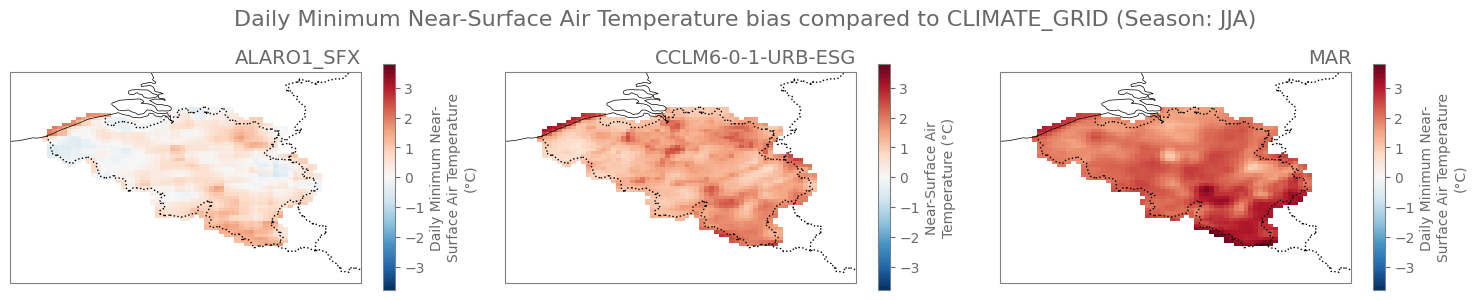 Daily Minimum Near-Surface Air Temperature bias compared to CLIMATE_GRID (Season: JJA)
ALARO1_SFX
3
2
1
0
−1
−2
−3
Daily Minimum Near-
Surface Air Temperature
(°C)
CCLM6-0-1-URB-ESG
3
2
1
0
−1
−2
−3
Near-Surface Air
Temperature (°C)
MAR
3
2
1
0
−1
−2
−3
Daily Minimum Near-
Surface Air Temperature
(°C)